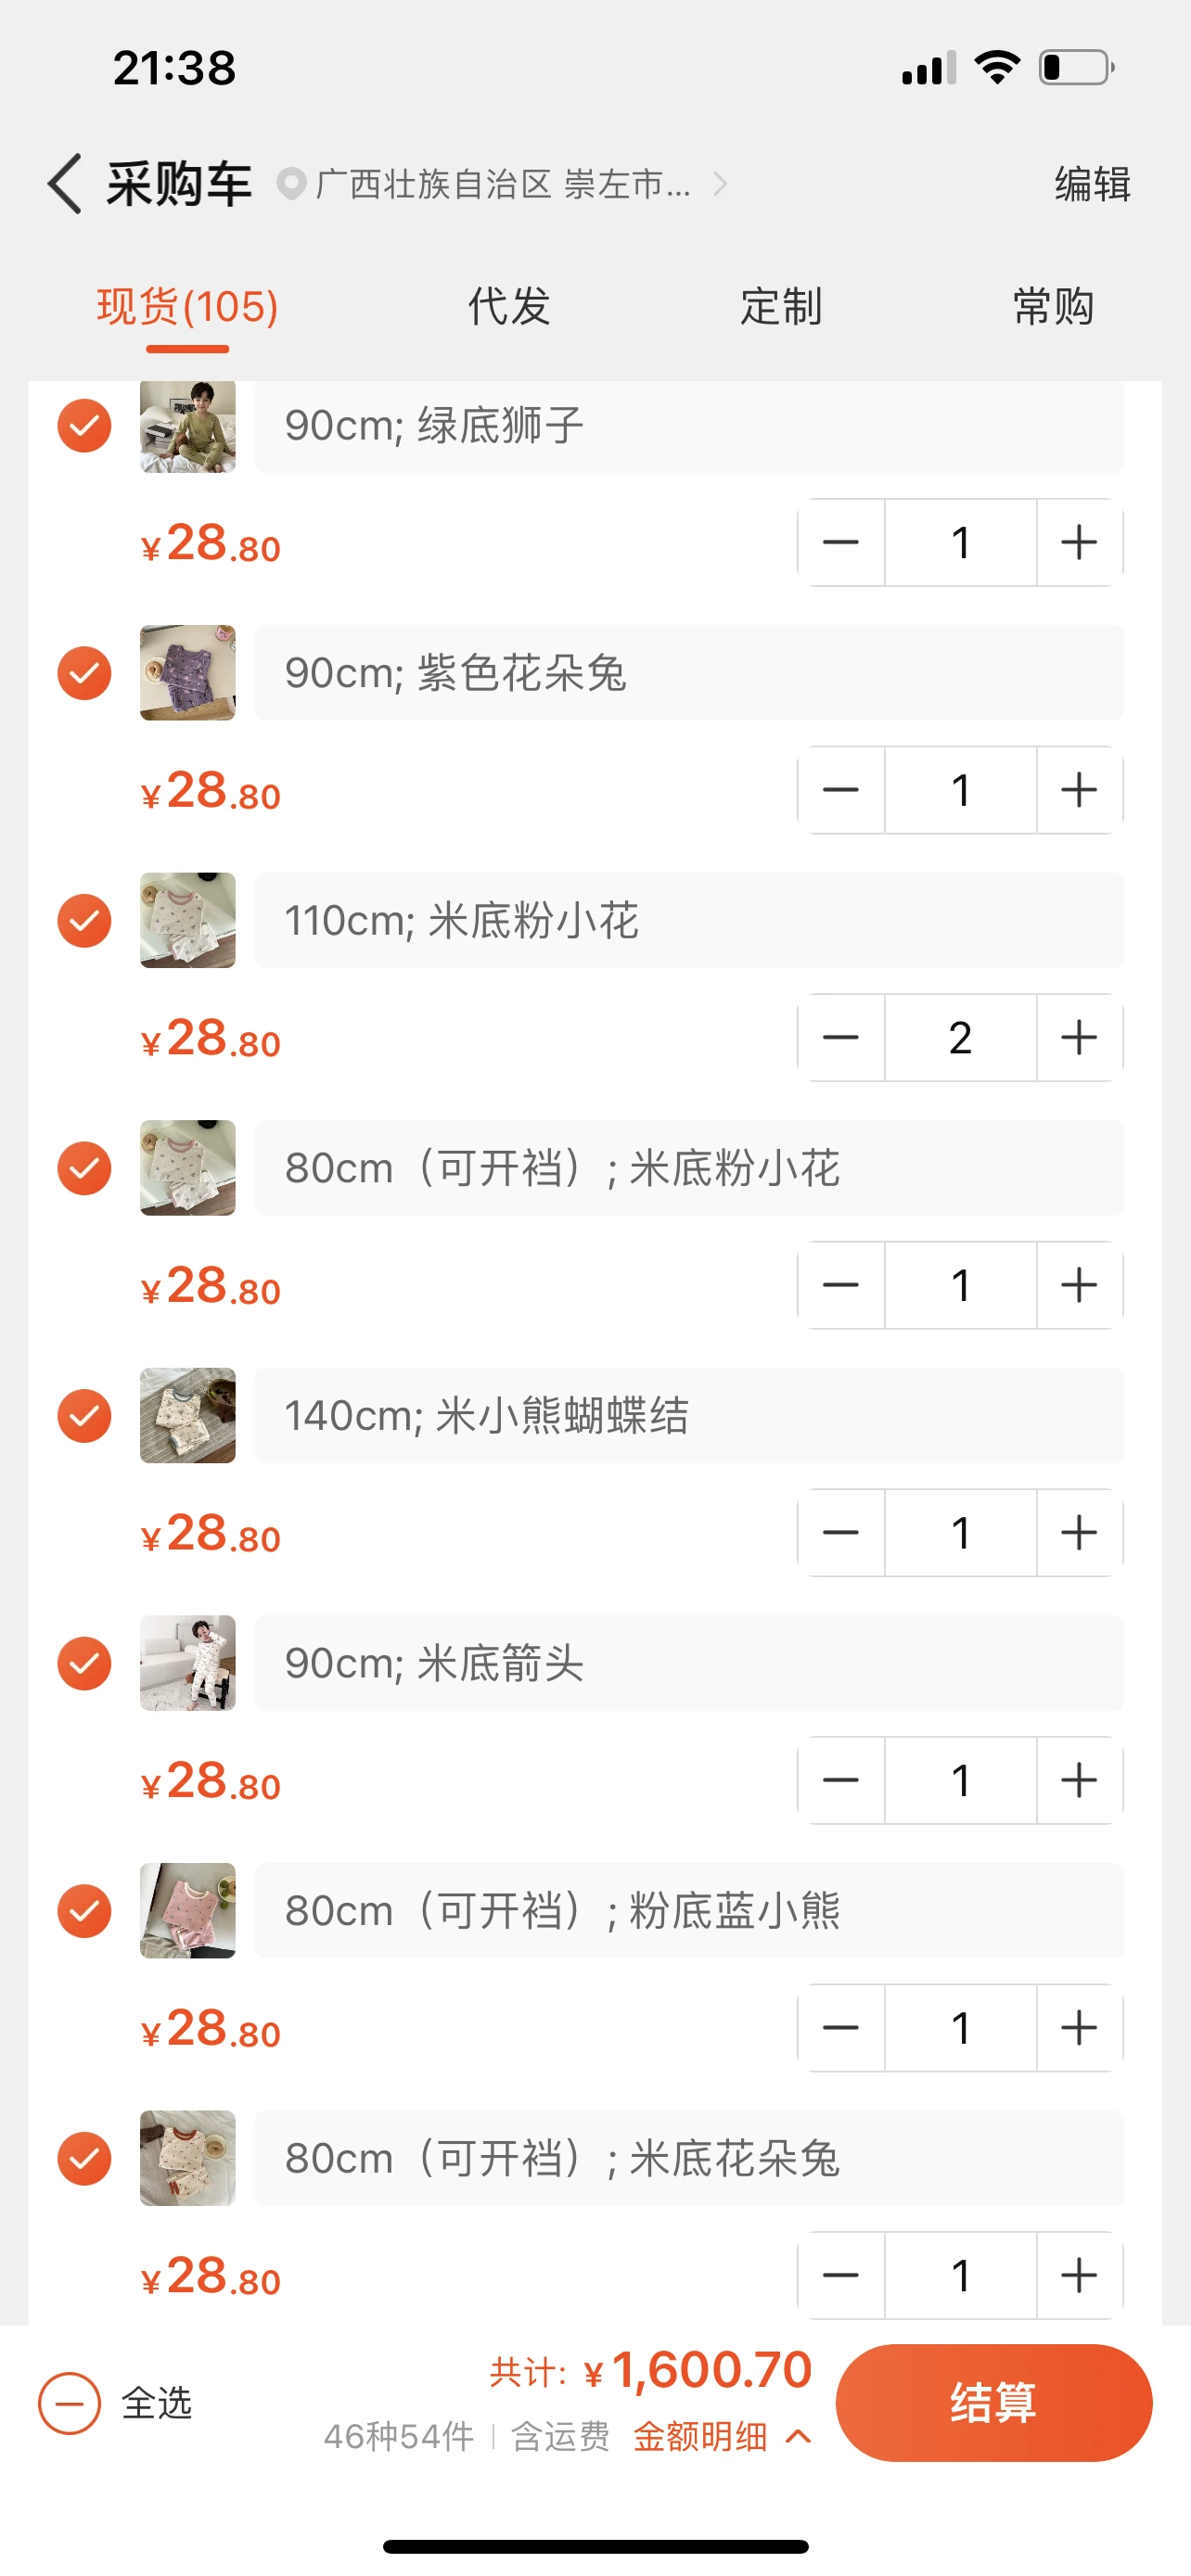 21:38
采购车 广西壮族自治区 崇左市...
编辑
现货(105) 代发 定制 常购
90cm; 绿底狮子
¥28.80 1
90cm; 紫色花朵兔
¥28.80 1
110cm; 米底粉小花
¥28.80 2
80cm（可开裆）; 米底粉小花
¥28.80 1
140cm; 米小熊蝴蝶结
¥28.80 1
90cm; 米底箭头
¥28.80 1
80cm（可开裆）; 粉底蓝小熊
¥28.80 1
80cm（可开裆）; 米底花朵兔
¥28.80 1
全选
共计: ¥1,600.70
46种54件 | 含运费 金额明细
结算